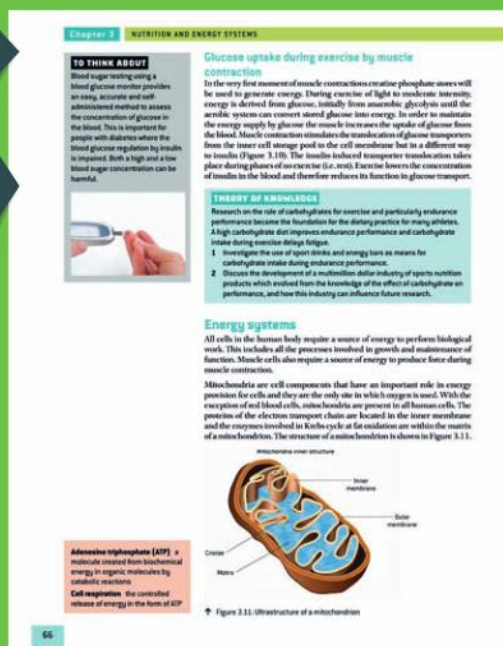 Chapter 3 NUTRITION AND ENERGY SYSTEMS
TO THINK ABOUT
Blood sugar testing using a
blood glucose monitor provides
an easy, accurate and self-
administered method to assess
the concentration of glucose in
the blood. This is important for
people with diabetes where the
blood glucose regulation by insulin
is impaired. Both a high and a low
blood sugar concentration can be
harmful.
Glucose uptake during exercise by muscle
contraction
In the very first moment of muscle contractions creatine phosphate stores will
be used to generate energy. During exercise of light to moderate intensity,
energy is derived from glucose, initially from anaerobic glycolysis until the
aerobic system can convert stored glucose into energy. In order to maintain
the energy supply by glucose the muscle increases the uptake of glucose from
the blood. Muscle contraction stimulates the translocation of glucose transporters
from the inner cell storage pool to the cell membrane but in a different way
to insulin (Figure 3.10). The insulin-induced transporter translocation takes
place during phases of no exercise (i.e. rest). Exercise lowers the concentration
of insulin in the blood and therefore reduces its function in glucose transport.
THEORY OF KNOWLEDGE
Research on the role of carbohydrates for exercise and particularly endurance
performance became the foundation for the dietary practice for many athletes.
A high carbohydrate diet improves endurance performance and carbohydrate
intake during exercise delays fatigue.
1 Investigate the use of sport drinks and energy bars as means for
carbohydrate intake during endurance performance.
2 Discuss the development of a multimillion dollar industry of sports nutrition
products which evolved from the knowledge of the effect of carbohydrate on
performance, and how this industry can influence future research.
Energy systems
All cells in the human body require a source of energy to perform biological
work. This includes all the processes involved in growth and maintenance of
function. Muscle cells also require a source of energy to produce force during
muscle contraction.
Mitochondria are cell components that have an important role in energy
provision for cells and they are the only site in which oxygen is used. With the
exception of red blood cells, mitochondria are present in all human cells. The
proteins of the electron transport chain are located in the inner membrane
and the enzymes involved in Krebs cycle at fat oxidation are within the matrix
of a mitochondrion. The structure of a mitochondrion is shown in Figure 3.11.
Mitochondria inner structure
Inner
membrane
Outer
membrane
Cristae
Matrix
↑ Figure 3.11: Ultrastructure of a mitochondrion
Adenosine triphosphate (ATP) a
molecule created from biochemical
energy in organic molecules by
catabolic reactions
Cell respiration the controlled
release of energy in the form of ATP
66